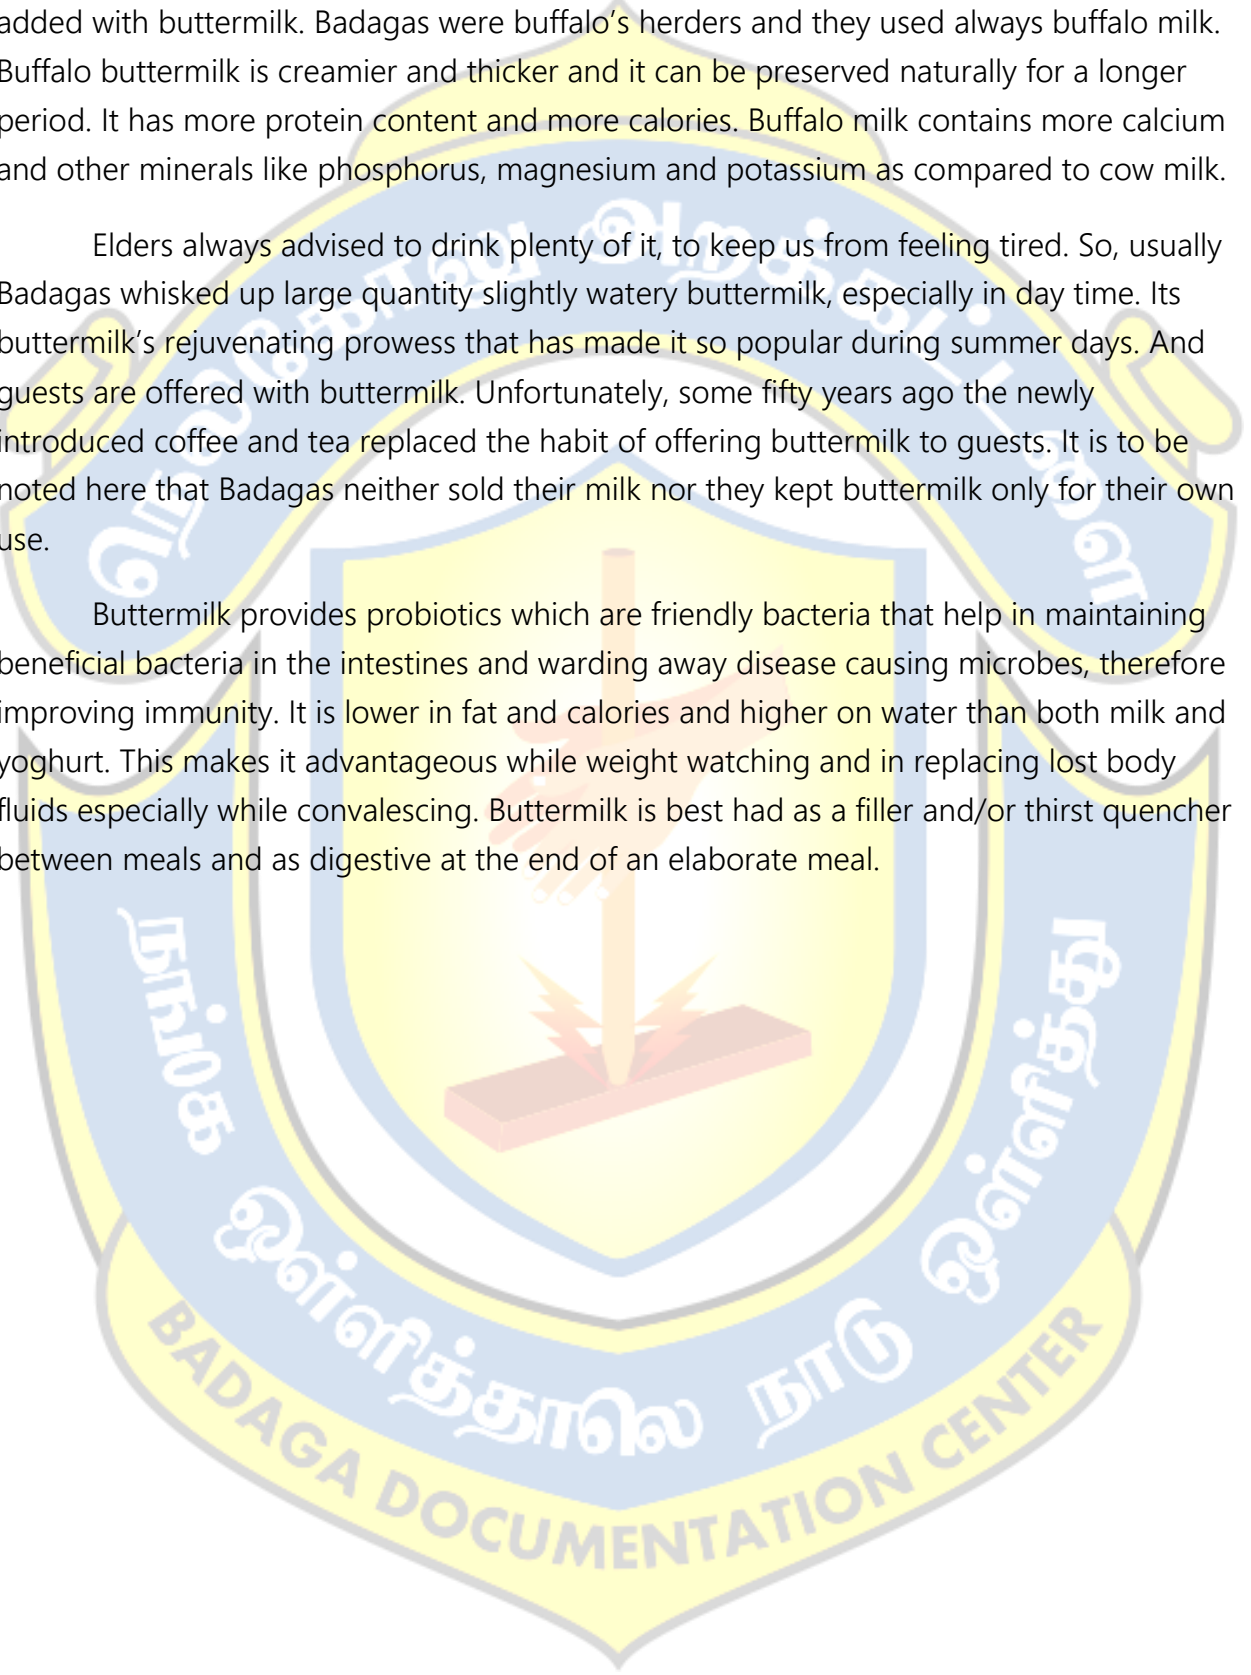 added with buttermilk. Badagas were buffalo’s herders and they used always buffalo milk.
Buffalo buttermilk is creamier and thicker and it can be preserved naturally for a longer
period. It has more protein content and more calories. Buffalo milk contains more calcium
and other minerals like phosphorus, magnesium and potassium as compared to cow milk.
Elders always advised to drink plenty of it, to keep us from feeling tired. So, usually
Badagas whisked up large quantity slightly watery buttermilk, especially in day time. Its
buttermilk’s rejuvenating prowess that has made it so popular during summer days. And
guests are offered with buttermilk. Unfortunately, some fifty years ago the newly
introduced coffee and tea replaced the habit of offering buttermilk to guests. It is to be
noted here that Badagas neither sold their milk nor they kept buttermilk only for their own
use.
Buttermilk provides probiotics which are friendly bacteria that help in maintaining
beneficial bacteria in the intestines and warding away disease causing microbes, therefore
improving immunity. It is lower in fat and calories and higher on water than both milk and
yoghurt. This makes it advantageous while weight watching and in replacing lost body
fluids especially while convalescing. Buttermilk is best had as a filler and/or thirst quencher
between meals and as digestive at the end of an elaborate meal.
நெலிகோலு அறக்கட்டளை
நங்க ஒள்ளித்தாலெ நாடு ஒள்ளித்து
BADAGA DOCUMENTATION CENTER